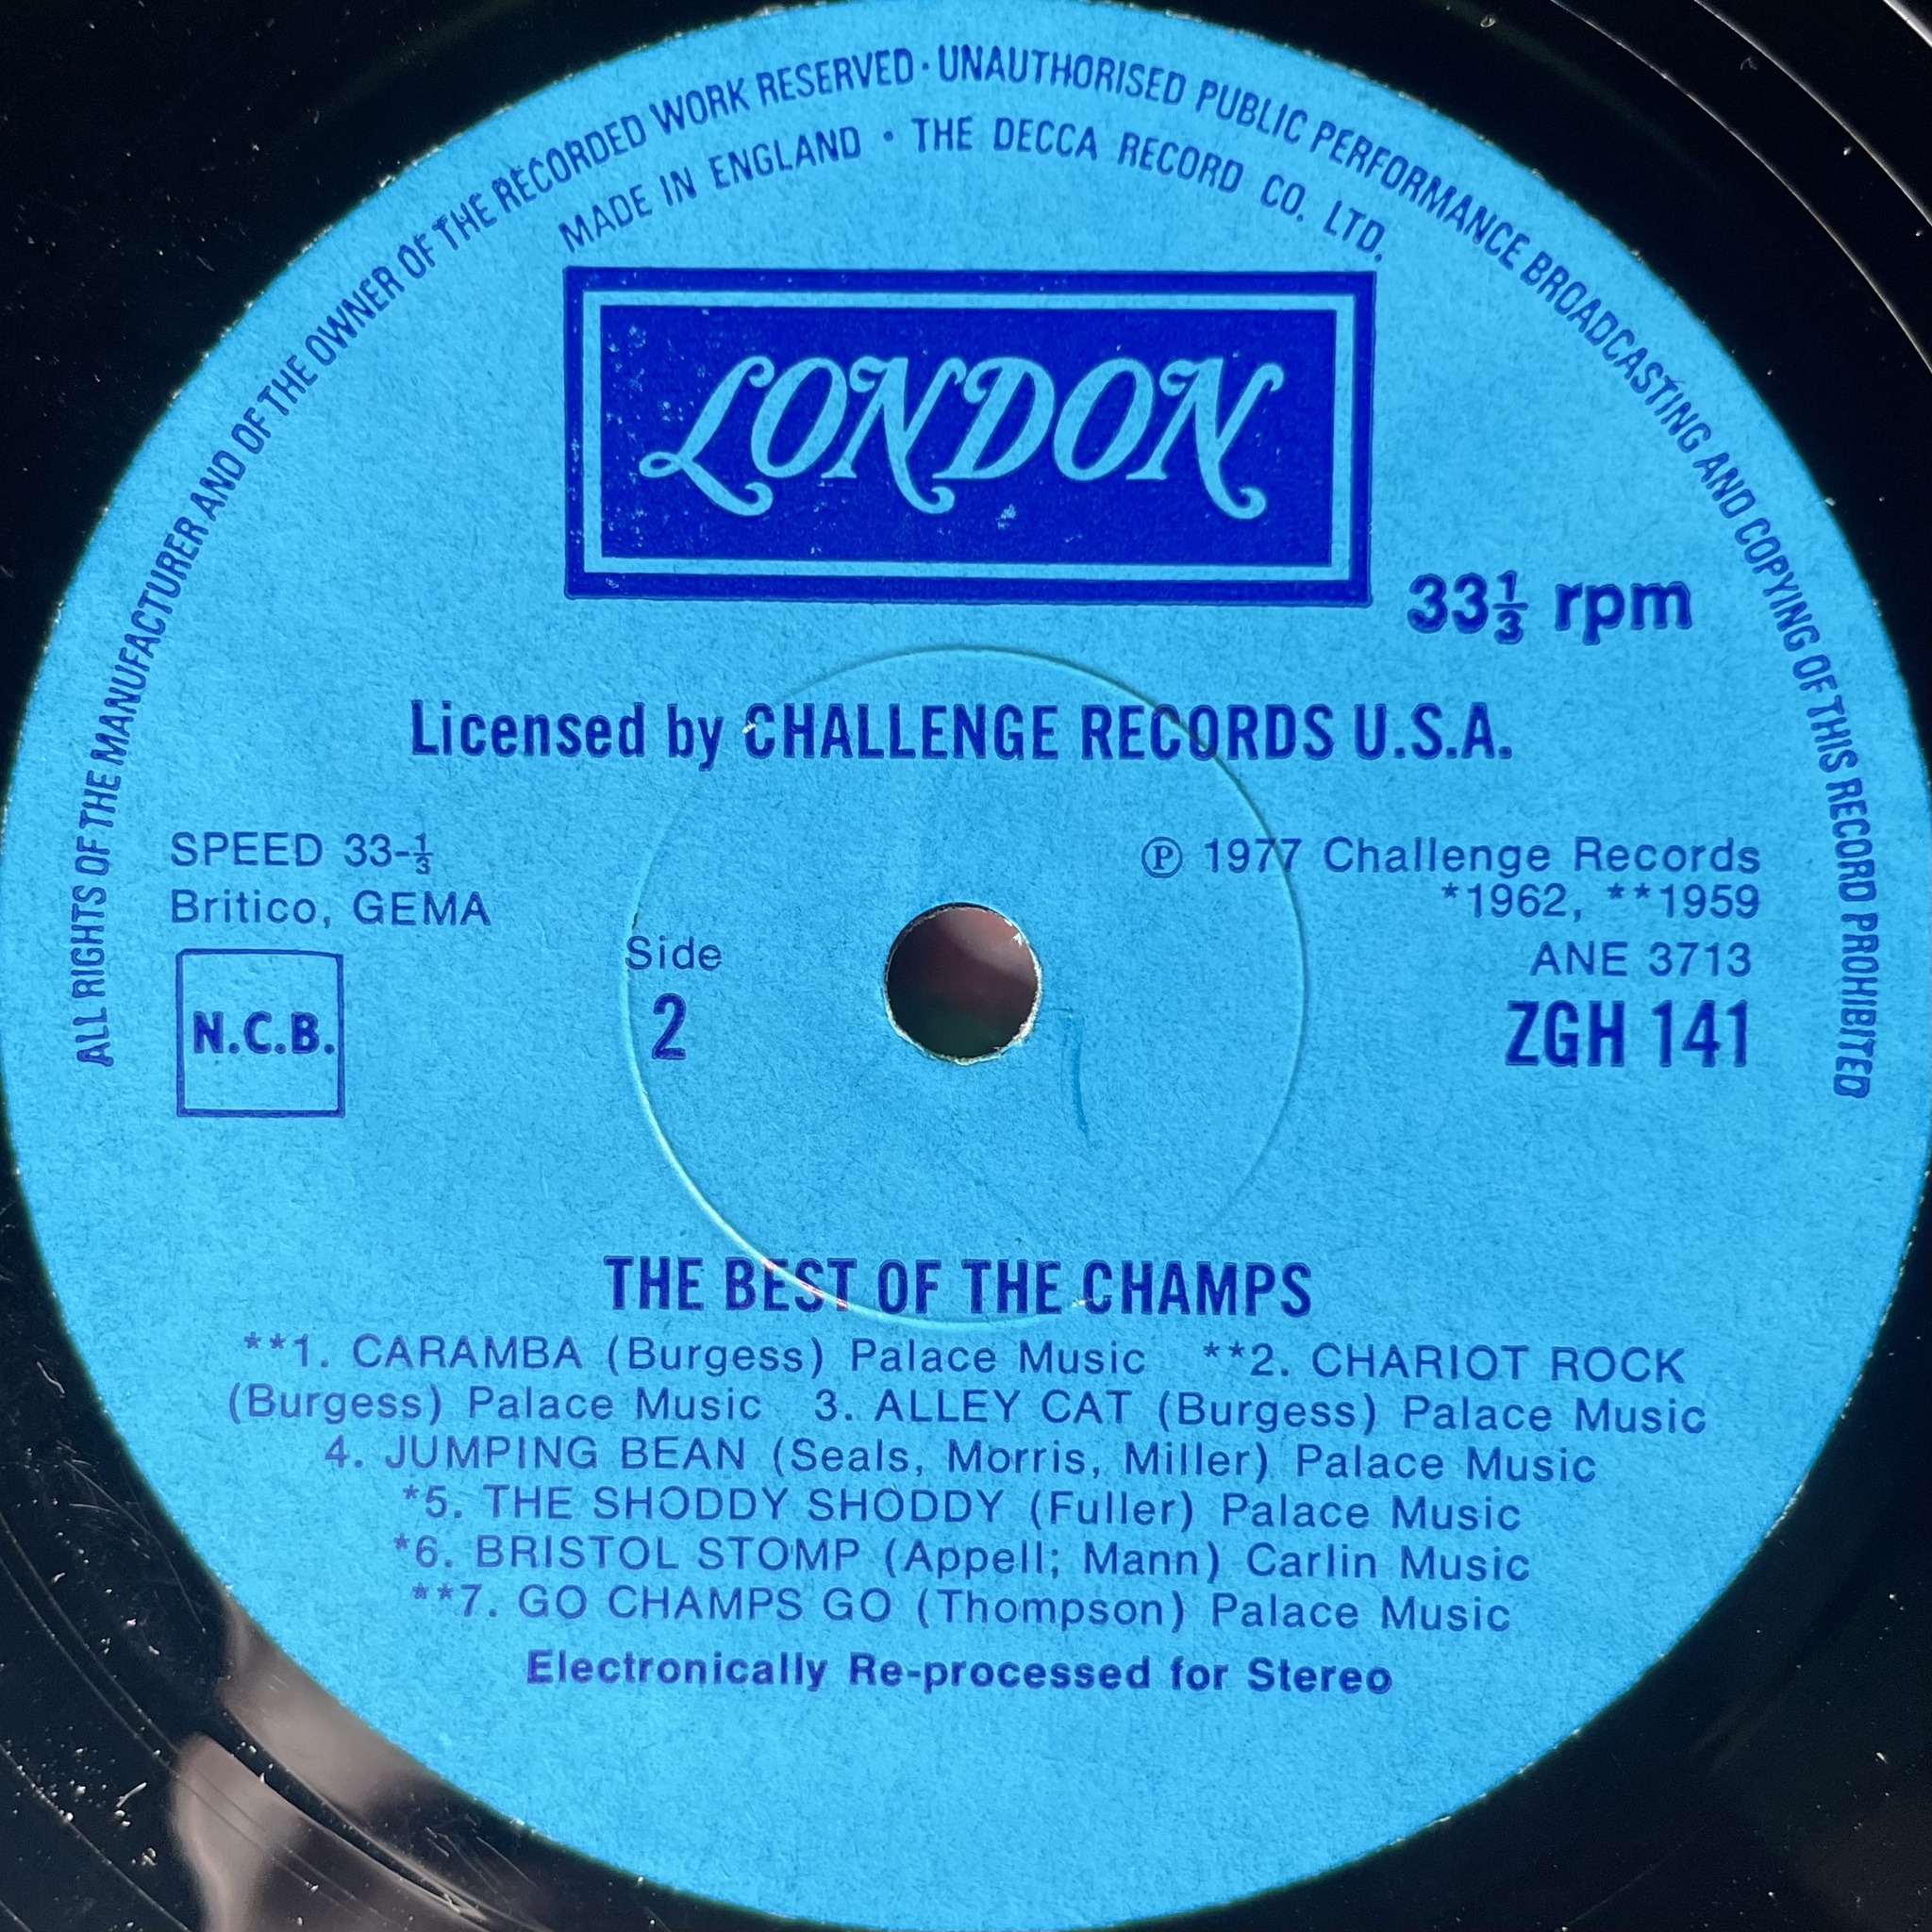 ALL RIGHTS OF THE MANUFACTURER AND OF THE OWNER OF THE RECORDED WORK RESERVED · UNAUTHORISED PUBLIC PERFORMANCE BROADCASTING AND COPYING OF THIS RECORD PROHIBITED
MADE IN ENGLAND • THE DECCA RECORD CO. LTD.
LONDON
33⅓ rpm
Licensed by CHALLENGE RECORDS U.S.A.
SPEED 33-⅓
Britico, GEMA
N.C.B.
Side
2
℗ 1977 Challenge Records
*1962, **1959
ANE 3713
ZGH 141
THE BEST OF THE CHAMPS
**1. CARAMBA (Burgess) Palace Music **2. CHARIOT ROCK
(Burgess) Palace Music 3. ALLEY CAT (Burgess) Palace Music
4. JUMPING BEAN (Seals, Morris, Miller) Palace Music
*5. THE SHODDY SHODDY (Fuller) Palace Music
*6. BRISTOL STOMP (Appell; Mann) Carlin Music
**7. GO CHAMPS GO (Thompson) Palace Music
Electronically Re-processed for Stereo